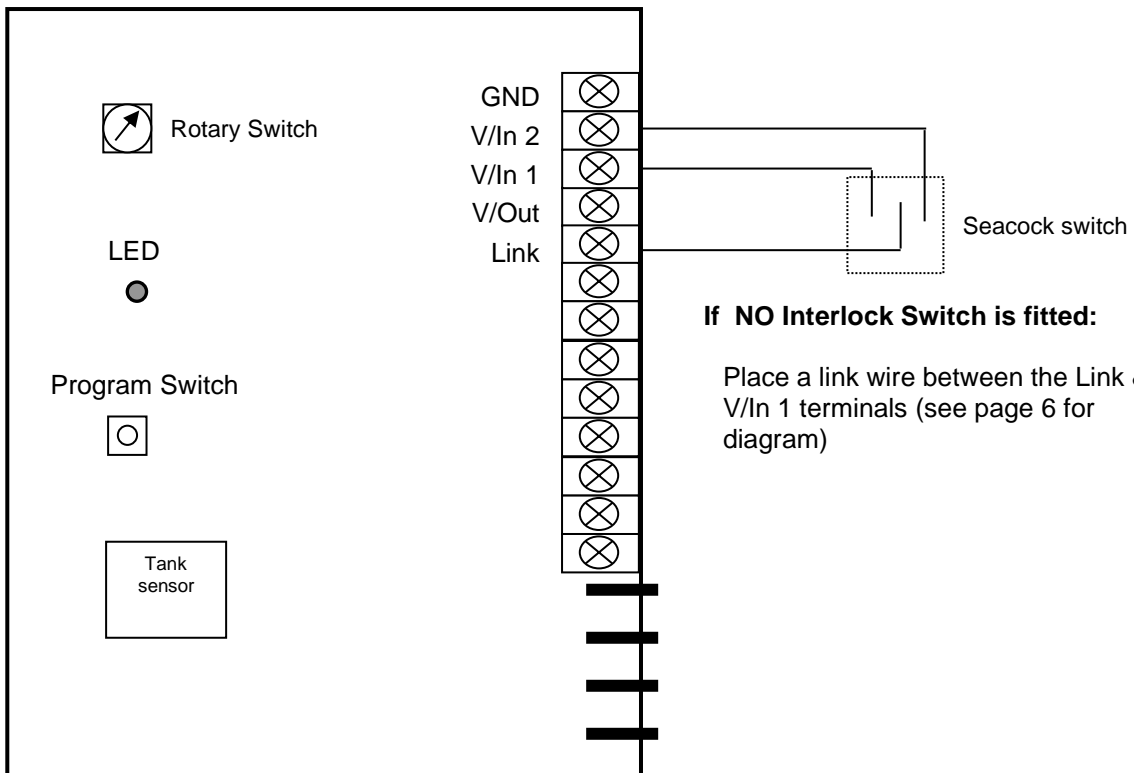 GND
Rotary Switch
V/In 2
V/In 1
V/Out
Seacock switch
LED
Link
If NO Interlock Switch is fitted:
Program Switch
Place a link wire between the Link
V/In 1 terminals (see page 6 for
diagram)
Tank
sensor